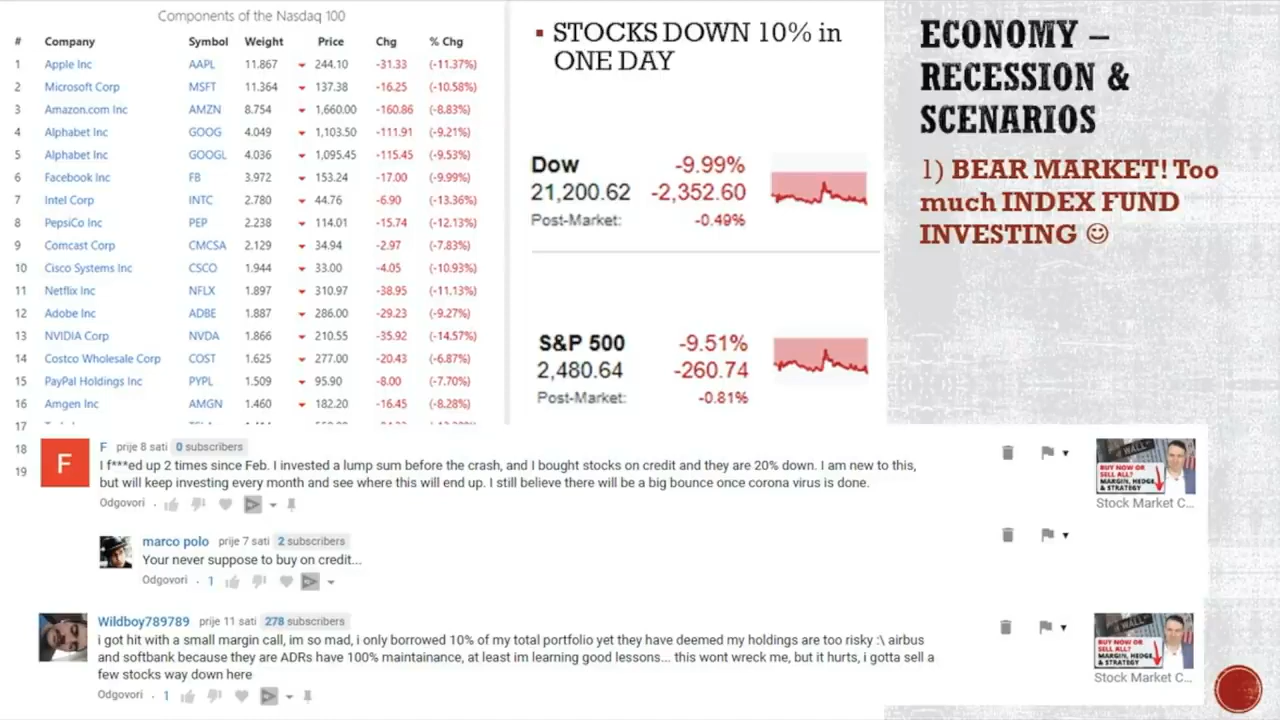 Components of the Nasdaq 100
# Company Symbol Weight Price Chg % Chg
1 Apple Inc AAPL 11.867 244.10 -31.33 (-11.37%)
2 Microsoft Corp MSFT 11.364 137.38 -16.25 (-10.58%)
3 Amazon.com Inc AMZN 8.754 1,660.00 -160.86 (-8.83%)
4 Alphabet Inc GOOG 4.049 1,103.50 -111.91 (-9.21%)
5 Alphabet Inc GOOGL 4.036 1,095.45 -115.45 (-9.53%)
6 Facebook Inc FB 3.972 153.24 -17.00 (-9.99%)
7 Intel Corp INTC 2.780 44.76 -6.90 (-13.36%)
8 PepsiCo Inc PEP 2.238 114.01 -15.74 (-12.13%)
9 Comcast Corp CMCSA 2.129 34.94 -2.97 (-7.83%)
10 Cisco Systems Inc CSCO 1.944 33.00 -4.05 (-10.93%)
11 Netflix Inc NFLX 1.897 310.97 -38.95 (-11.13%)
12 Adobe Inc ADBE 1.887 286.00 -29.23 (-9.27%)
13 NVIDIA Corp NVDA 1.866 210.55 -35.92 (-14.57%)
14 Costco Wholesale Corp COST 1.625 277.00 -20.43 (-6.87%)
15 PayPal Holdings Inc PYPL 1.509 95.90 -8.00 (-7.70%)
16 Amgen Inc AMGN 1.460 182.20 -16.45 (-8.28%)
17
18
19
STOCKS DOWN 10% in
ONE DAY
Dow -9.99%
21,200.62 -2,352.60
Post-Market: -0.49%
S&P 500 -9.51%
2,480.64 -260.74
Post-Market: -0.81%
ECONOMY –
RECESSION &
SCENARIOS
1) BEAR MARKET! Too
much INDEX FUND
INVESTING ☺
F
F prije 8 sati 0 subscribers
I f***ed up 2 times since Feb. I invested a lump sum before the crash, and I bought stocks on credit and they are 20% down. I am new to this,
but will keep investing every month and see where this will end up. I still believe there will be a big bounce once corona virus is done.
Odgovori
WALL
BUY NOW OR
SELL ALL?
MARGIN, HEDGE
& STRATEGY
Stock Market C...
marco polo prije 7 sati 2 subscribers
Your never suppose to buy on credit...
Odgovori · 1
Wildboy789789 prije 11 sati 278 subscribers
i got hit with a small margin call, im so mad, i only borrowed 10% of my total portfolio yet they have deemed my holdings are too risky :\ airbus
and softbank because they are ADRs have 100% maintenance, at least im learning good lessons... this wont wreck me, but it hurts, i gotta sell a
few stocks way down here
Odgovori · 1
WALL
BUY NOW OR
SELL ALL?
MARGIN, HEDGE
& STRATEGY
Stock Market C...